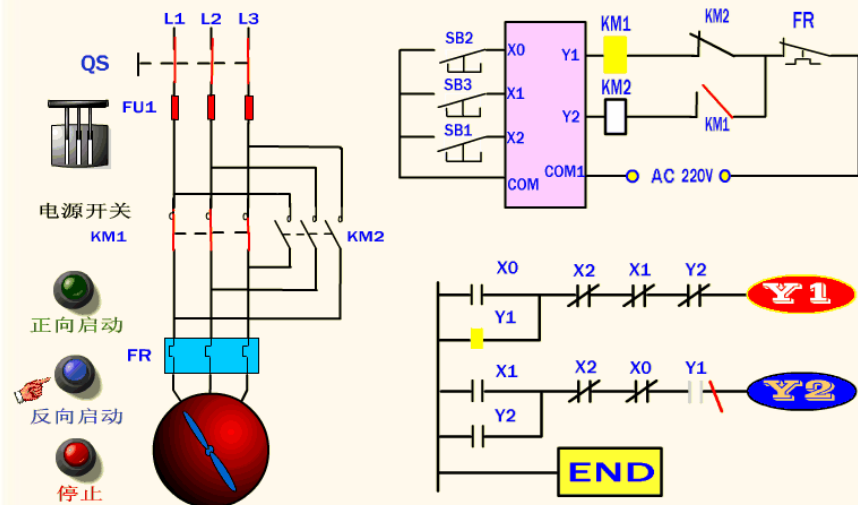 L1 L2 L3
QS
FU1
电源开关
KM1
KM2
正向启动
FR
反向启动
停止
KM1
KM2
FR
SB2
X0
Y1
SB3
X1
KM2
Y2
KM1
SB1
X2
COM1
AC 220V
COM
X0
X2 X1 Y2
Y1
Y1
X1
X2 X0 Y1
Y2
Y2
END